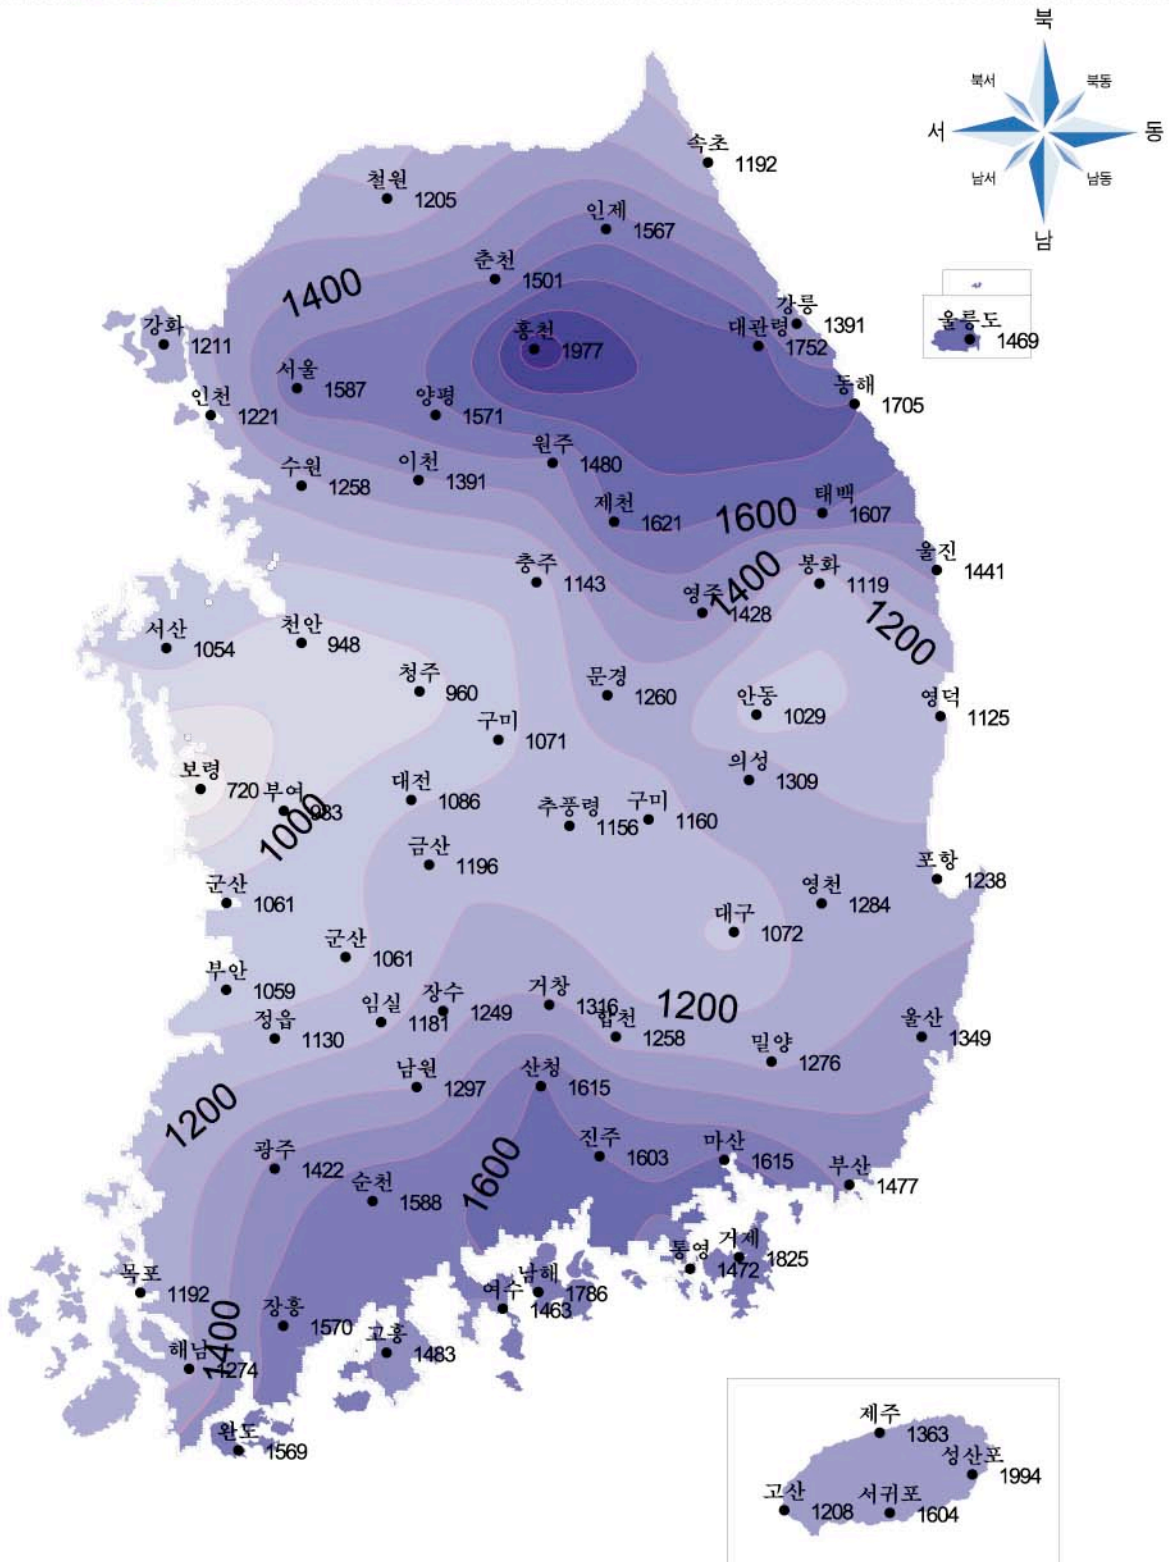 북
북서
북동
서
동
남서
남동
남
속초
1192
철원
1205
인제
1567
춘천
1501
1400
강릉
1391
강화
1211
홍천
1977
대관령
1752
울릉도
1469
서울
1587
인천
1221
양평
1571
동해
1705
원주
1480
수원
1258
이천
1391
제천
1621
1600
태백
1607
충주
1143
울진
1441
봉화
1119
1400
영주
1428
1200
서산
1054
천안
948
청주
960
문경
1260
안동
1029
영덕
1125
구미
1071
의성
1309
보령
720
부여
983
1000
대전
1086
추풍령
1156
구미
1160
금산
1196
포항
1238
군산
1061
영천
1284
대구
1072
군산
1061
부안
1059
임실
1181
장수
1249
거창
1316
합천
1258
1200
울산
1349
정읍
1130
밀양
1276
남원
1297
산청
1615
1200
광주
1422
순천
1588
1600
진주
1603
마산
1615
부산
1477
목포
1192
통영
1472
거제
1825
여수
1463
남해
1786
장흥
1570
1400
고흥
1483
해남
1274
완도
1569
제주
1363
성산포
1994
고산
1208
서귀포
1604